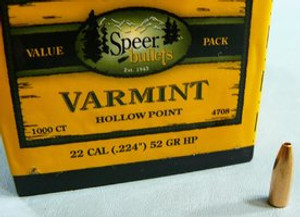 VALUE
Speer
bullets
Est. 1943
PACK
VARMINT
HOLLOW POINT
1000 CT
4708
22 CAL (.224") 52 GR HP